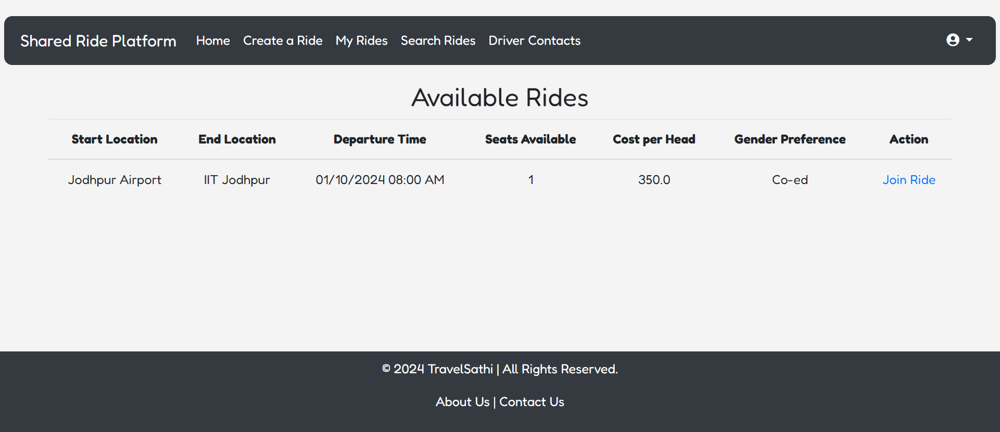 Shared Ride Platform Home Create a Ride My Rides Search Rides Driver Contacts
Available Rides
Start Location End Location Departure Time Seats Available Cost per Head Gender Preference Action
Jodhpur Airport IIT Jodhpur 01/10/2024 08:00 AM 1 350.0 Co-ed Join Ride
© 2024 TravelSathi | All Rights Reserved.
About Us | Contact Us